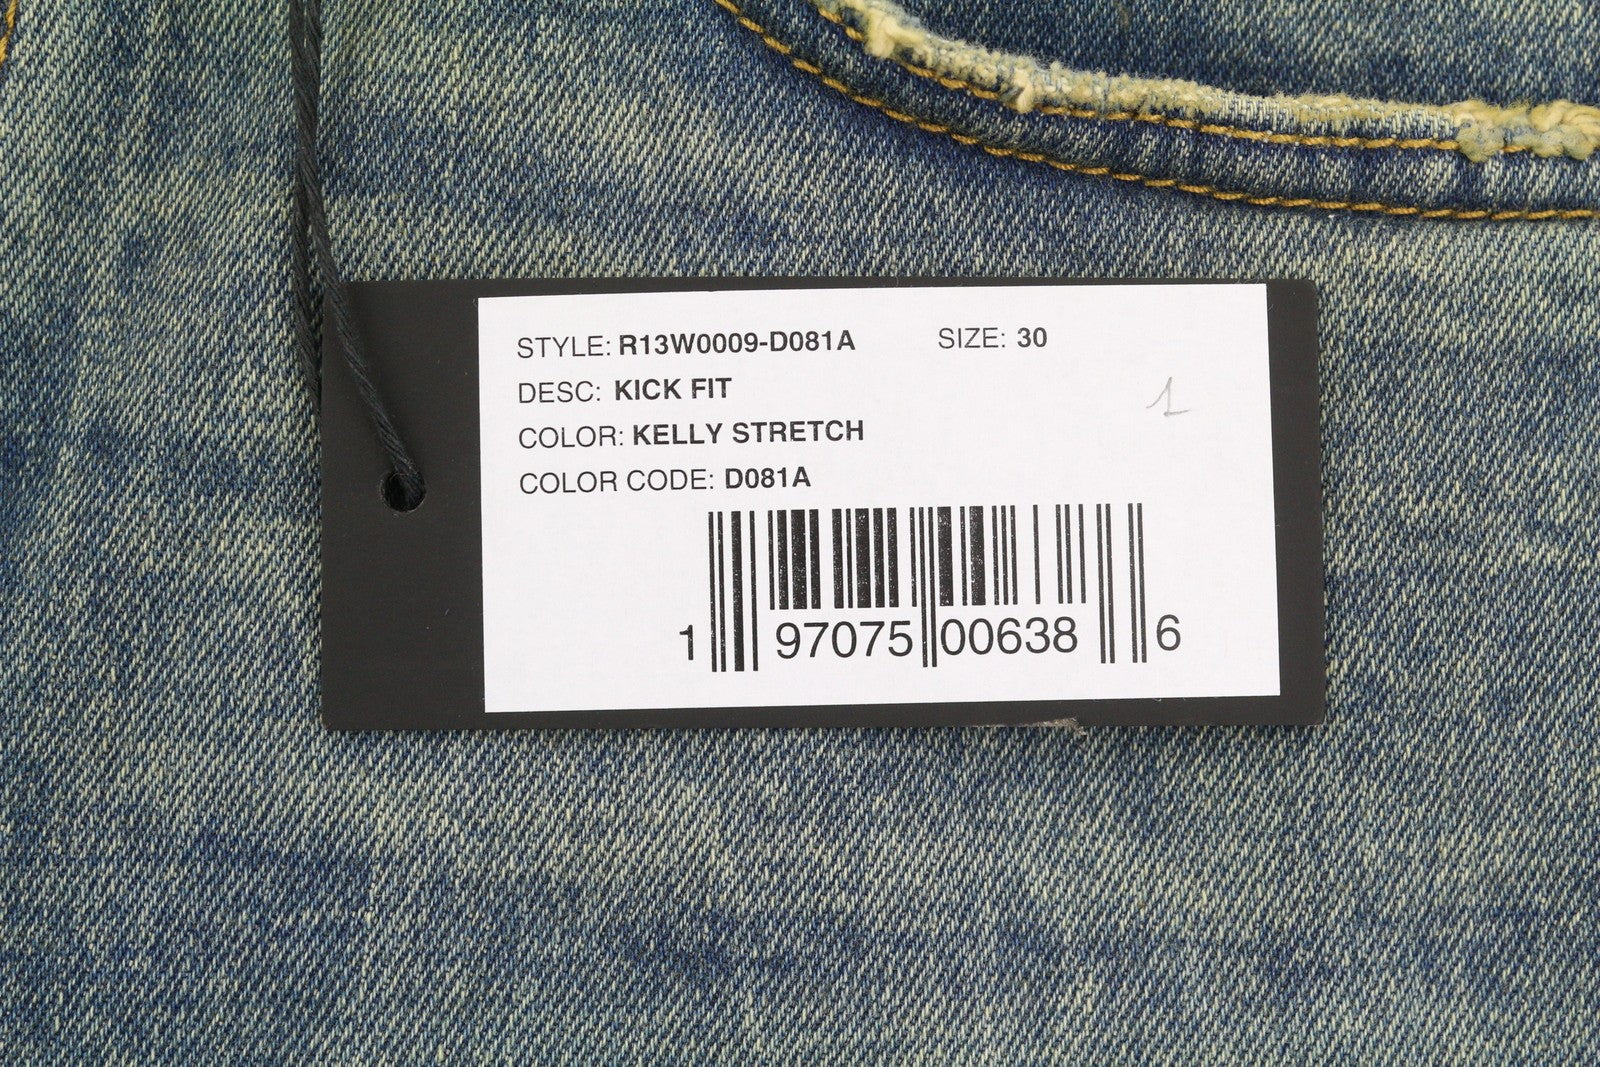 STYLE: R13W0009-D081A SIZE: 30
DESC: KICK FIT
1
COLOR: KELLY STRETCH
COLOR CODE: D081A
1 97075 00638 6